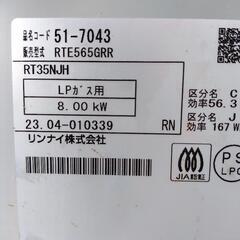 品名コード 51-7043
販売型式 RTE565GRR
RT35NJH
LPガス用
8.00 kW
23.04-010339 RN
リンナイ株式会社
区分名 C
効率56.3
区分名 J
効率 167 W
JIA
PS
LPG